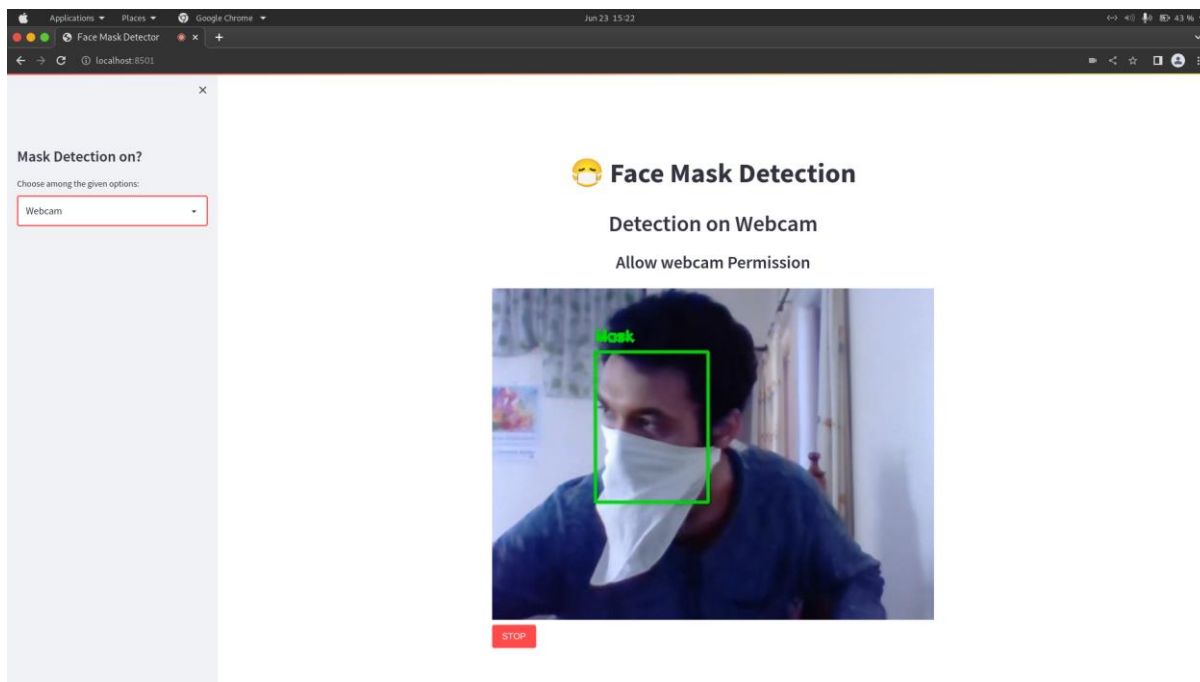 Applications Places Google Chrome Jun 23 15:22 43 %
Face Mask Detector
localhost:8501
Mask Detection on?
Choose among the given options:
Webcam
😷 Face Mask Detection
Detection on Webcam
Allow webcam Permission
Mask
STOP